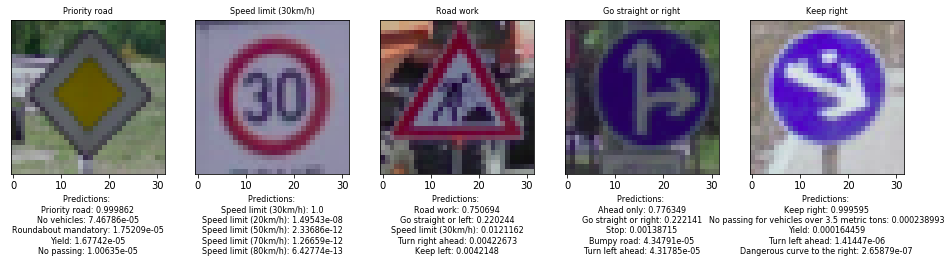 Priority road
Speed limit (30km/h)
Road work
Go straight or right
Keep right
30
0 10 20 30
0 10 20 30
0 10 20 30
0 10 20 30
0 10 20 30
Predictions:
Priority road: 0.999862
No vehicles: 7.46786e-05
Roundabout mandatory: 1.75209e-05
Yield: 1.67742e-05
No passing: 1.00635e-05
Predictions:
Speed limit (30km/h): 1.0
Speed limit (20km/h): 1.49543e-08
Speed limit (50km/h): 2.33686e-12
Speed limit (70km/h): 1.26659e-12
Speed limit (80km/h): 6.42774e-13
Predictions:
Road work: 0.750694
Go straight or left: 0.220244
Speed limit (30km/h): 0.0121162
Turn right ahead: 0.00422673
Keep left: 0.0042148
Predictions:
Ahead only: 0.776349
Go straight or right: 0.222141
Stop: 0.00138715
Bumpy road: 4.34791e-05
Turn left ahead: 4.31785e-05
Predictions:
Keep right: 0.999595
No passing for vehicles over 3.5 metric tons: 0.000238993
Yield: 0.000164459
Turn left ahead: 1.41447e-06
Dangerous curve to the right: 2.65879e-07